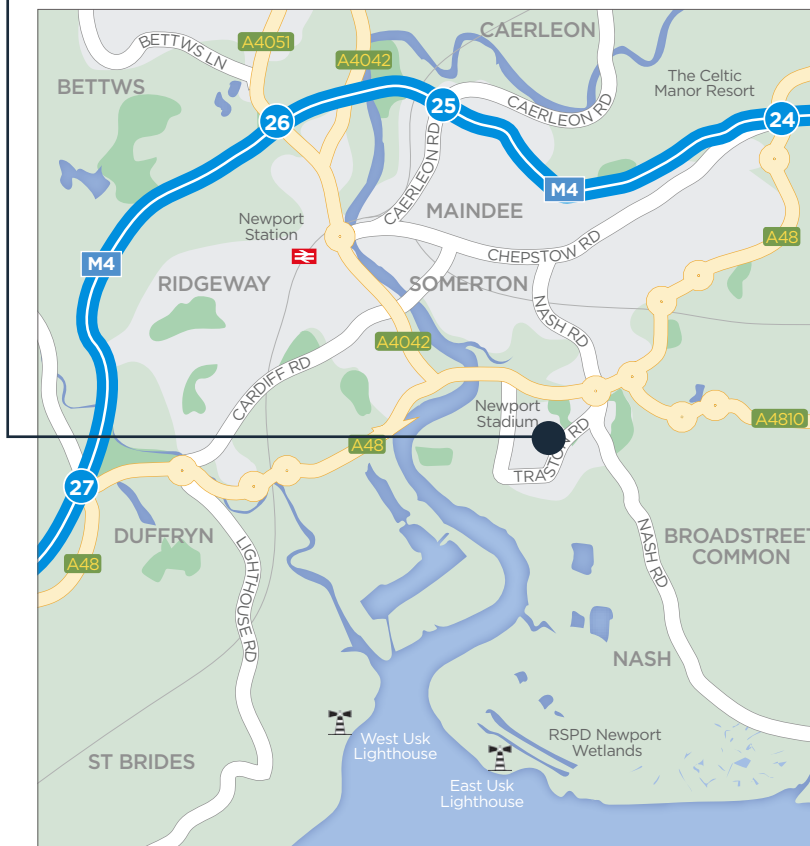 CAERLEON
A4051
BETTWS LN
A4042
BETTWS
The Celtic
Manor Resort
25
CAERLEON RD
24
26
CAERLEON RD
M4
MAINDEE
Newport
Station
CHEPSTOW RD
A48
M4
RIDGEWAY
SOMERTON
NASH RD
A4042
CARDIFF RD
Newport
Stadium
A4810
A48
TRASTON RD
27
DUFFRYN
LIGHTHOUSE RD
NASH RD
BROADSTREET
COMMON
A48
NASH
West Usk
Lighthouse
RSPD Newport
Wetlands
ST BRIDES
East Usk
Lighthouse